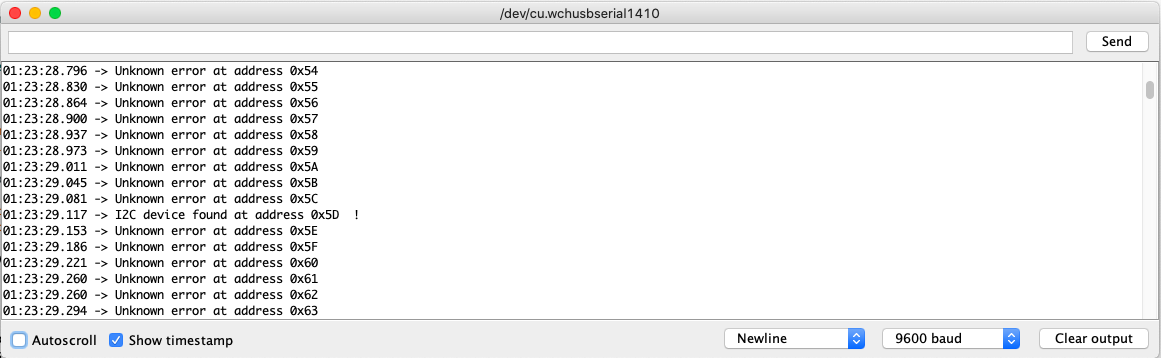 /dev/cu.wchusbserial1410
Send
01:23:28.796 -> Unknown error at address 0x54
01:23:28.830 -> Unknown error at address 0x55
01:23:28.864 -> Unknown error at address 0x56
01:23:28.900 -> Unknown error at address 0x57
01:23:28.937 -> Unknown error at address 0x58
01:23:28.973 -> Unknown error at address 0x59
01:23:29.011 -> Unknown error at address 0x5A
01:23:29.045 -> Unknown error at address 0x5B
01:23:29.081 -> Unknown error at address 0x5C
01:23:29.117 -> I2C device found at address 0x5D  !
01:23:29.153 -> Unknown error at address 0x5E
01:23:29.186 -> Unknown error at address 0x5F
01:23:29.221 -> Unknown error at address 0x60
01:23:29.260 -> Unknown error at address 0x61
01:23:29.260 -> Unknown error at address 0x62
01:23:29.294 -> Unknown error at address 0x63
Autoscroll Show timestamp Newline 9600 baud Clear output